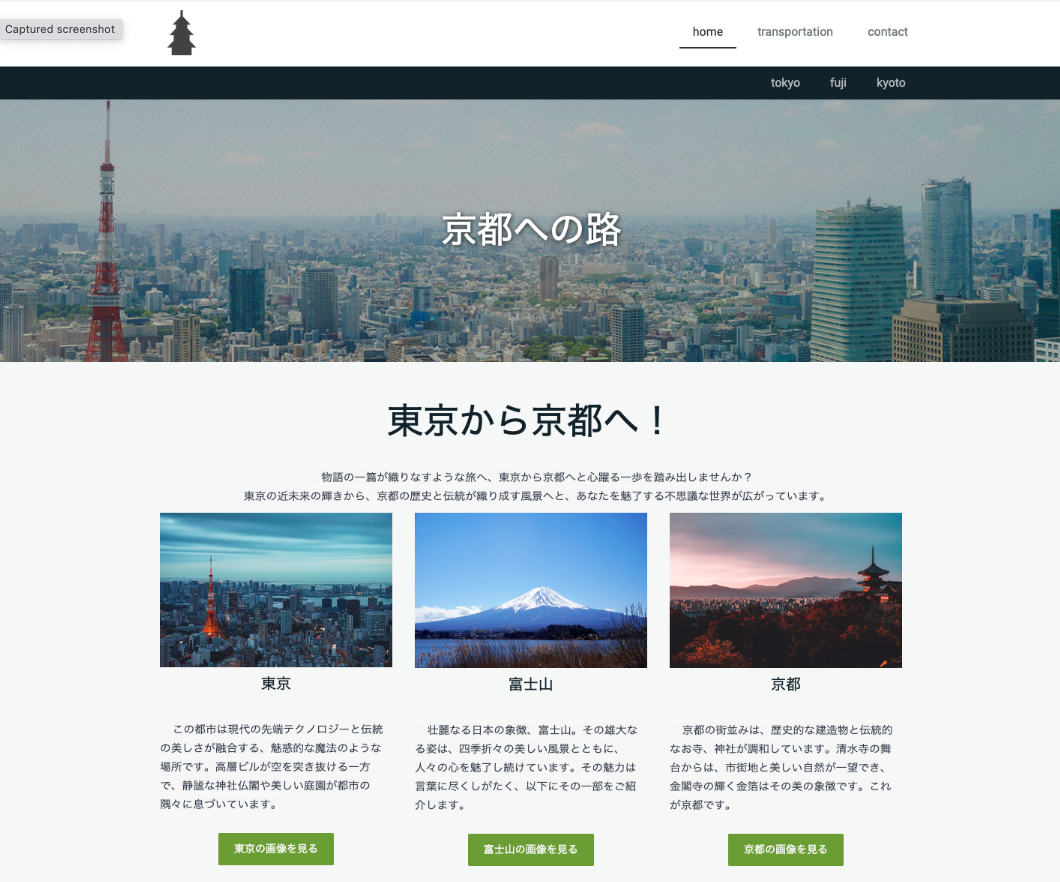 Captured screenshot
home
transportation
contact
tokyo
fuji
kyoto
京都への路
東京から京都へ！
物語の一篇が織りなすような旅へ、東京から京都へと心躍る一歩を踏み出しませんか？
東京の近未来の輝きから、京都の歴史と伝統が織り成す風景へと、あなたを魅了する不思議な世界が広がっています。
東京
この都市は現代の先端テクノロジーと伝統
の美しさが融合する、魅惑的な魔法のような
場所です。高層ビルが空を突き抜ける一方
で、静謐な神社仏閣や美しい庭園が都市の
隅々に息づいています。
東京の画像を見る
富士山
壮麗なる日本の象徴、富士山。その雄大な
る姿は、四季折々の美しい風景とともに、
人々の心を魅了し続けています。その魅力は
言葉に尽くしがたく、以下にその一部をご紹
介します。
富士山の画像を見る
京都
京都の街並みは、歴史的な建造物と伝統的
なお寺、神社が調和しています。清水寺の舞
台からは、市街地と美しい自然が一望でき、
金閣寺の輝く金箔はその美の象徴です。これ
が京都です。
京都の画像を見る